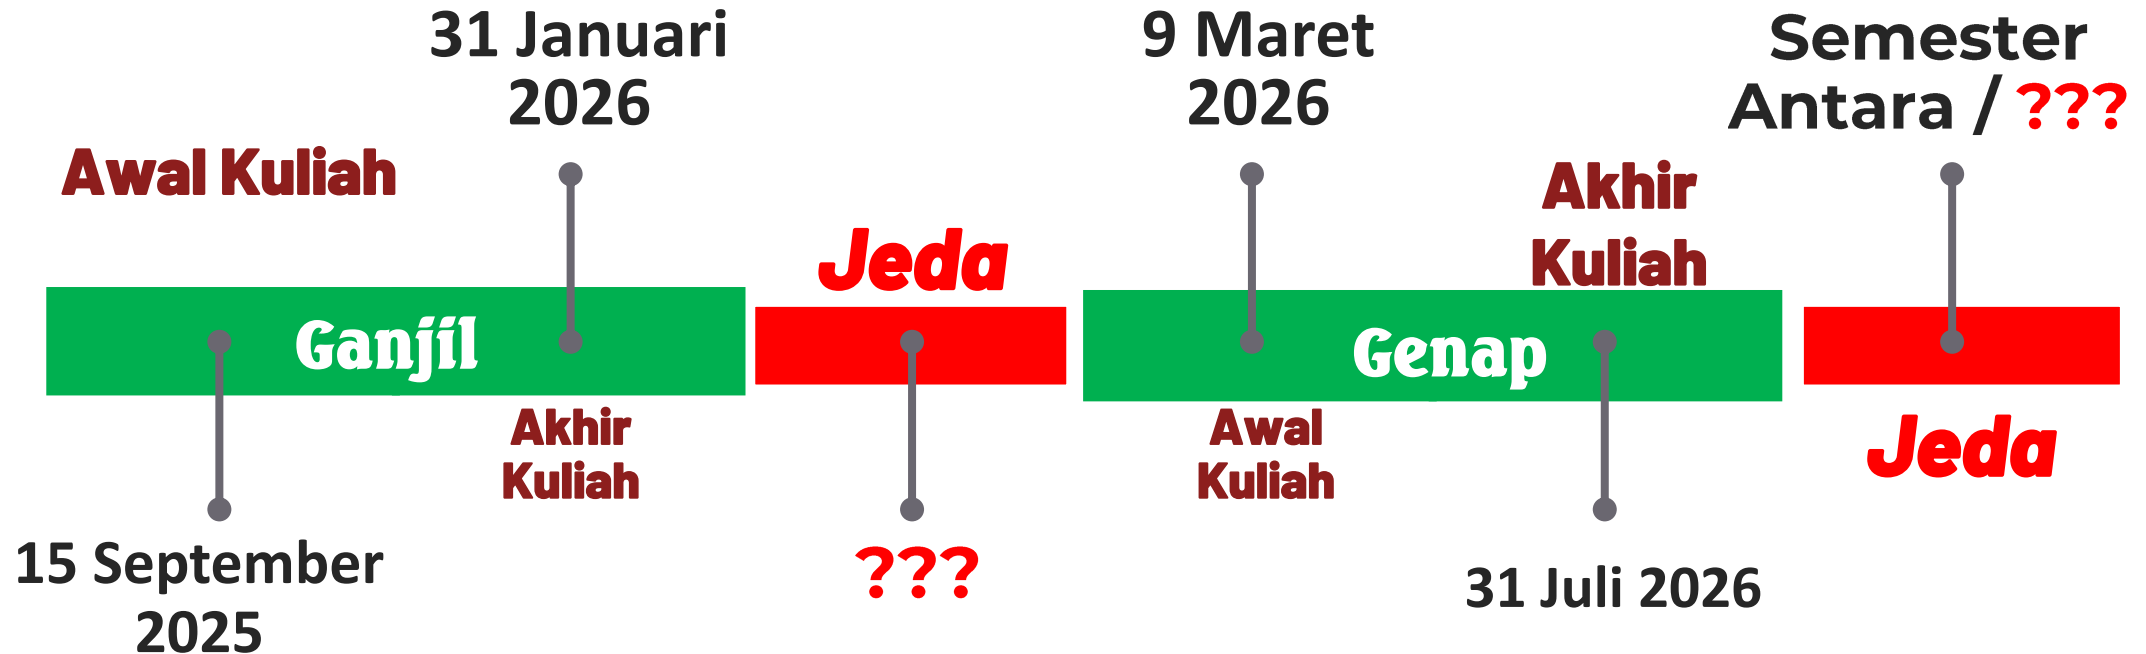 31 Januari
2026
9 Maret
2026
Semester
Antara / ???
Awal Kuliah
Akhir
Kuliah
Jeda
Ganjil
Genap
Akhir
Kuliah
Awal
Kuliah
Jeda
15 September
2025
???
31 Juli 2026